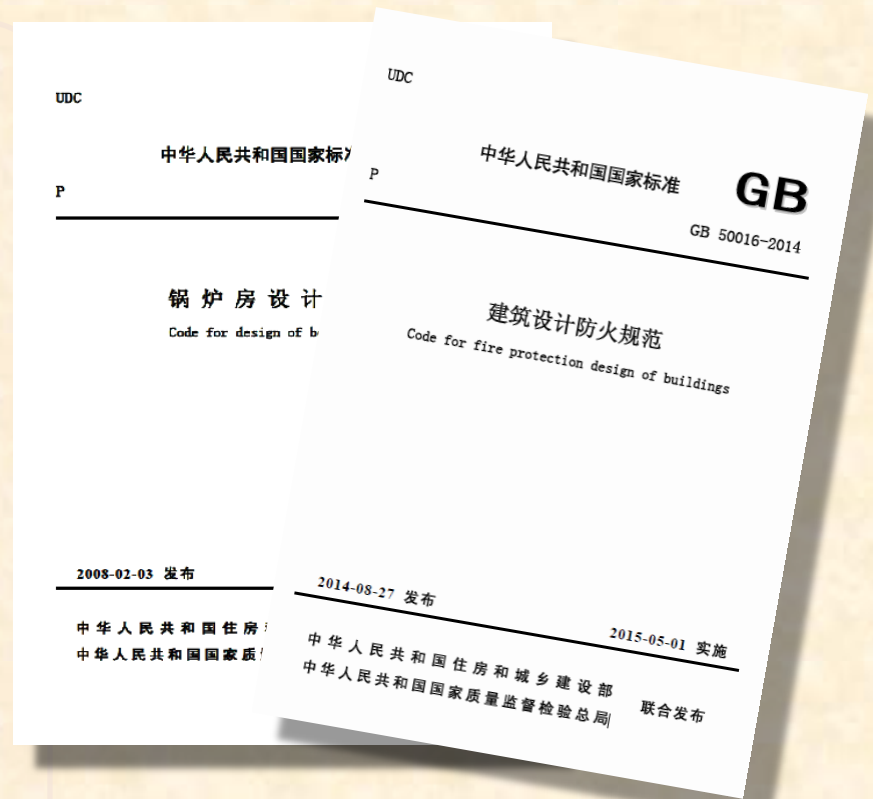 UDC
中华人民共和国国家标
P
锅炉房设计
Code for design of b
2008-02-03 发布
中华人民共和国住房
中华人民共和国国家质
UDC
中华人民共和国国家标准
GB
P
GB 50016-2014
建筑设计防火规范
Code for fire protection design of buildings
2014-08-27 发布
2015-05-01 实施
中华人民共和国住房和城乡建设部
中华人民共和国国家质量监督检验总局
联合发布